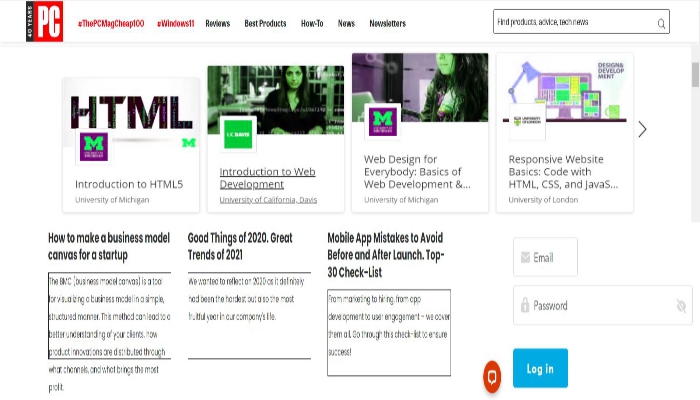 40 YEARS
PC
#ThePCMagCheap100 #Windows11 Reviews Best Products How-To News Newsletters
Find products, advice, tech news
HTML
Introduction to HTML5
University of Michigan
UC DAVIS
Introduction to Web
Development
University of California, Davis
Web Design for
Everybody: Basics of
Web Development &...
University of Michigan
DESIGN&
DEVELOP
MENT
Responsive Website
Basics: Code with
HTML, CSS, and JavaS...
University of London
How to make a business model
canvas for a startup
The BMC (business model canvas) is a tool
for visualizing a business model in a simple,
structured manner. This method can lead to a
better understanding of your clients, how
product innovations are distributed through
what channels, and what brings the most
profit.
Good Things of 2020. Great
Trends of 2021
We wanted to reflect on 2020 as it definitely
had been the hardest but also the most
fruitful year in our company's life.
Mobile App Mistakes to Avoid
Before and After Launch. Top-
30 Check-List
From marketing to hiring, from app
development to user engagement – we cover
them all. Go through this check-list to ensure
success!
Email
Password
Log in